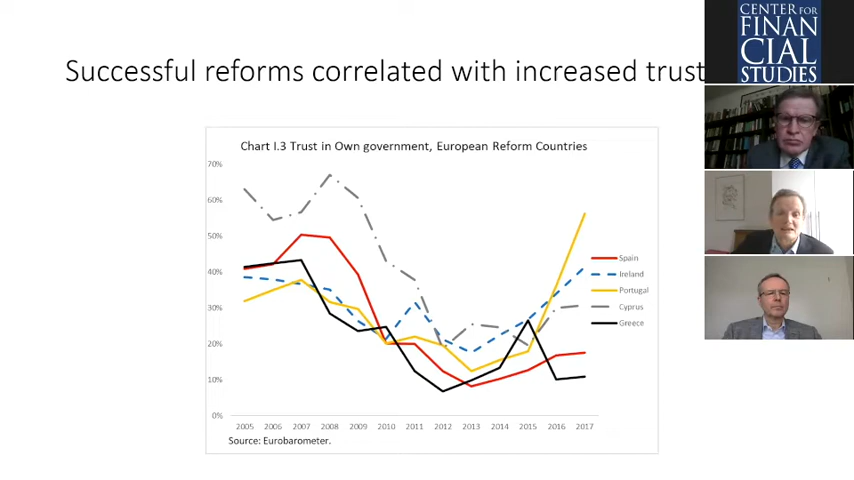 CENTER FOR
FINAN
CIAL
STUDIES
Successful reforms correlated with increased trust
Chart I.3 Trust in Own government, European Reform Countries
70%
60%
50%
40%
30%
20%
10%
0%
Spain
Ireland
Portugal
Cyprus
Greece
2005 2006 2007 2008 2009 2010 2011 2012 2013 2014 2015 2016 2017
Source: Eurobarometer.